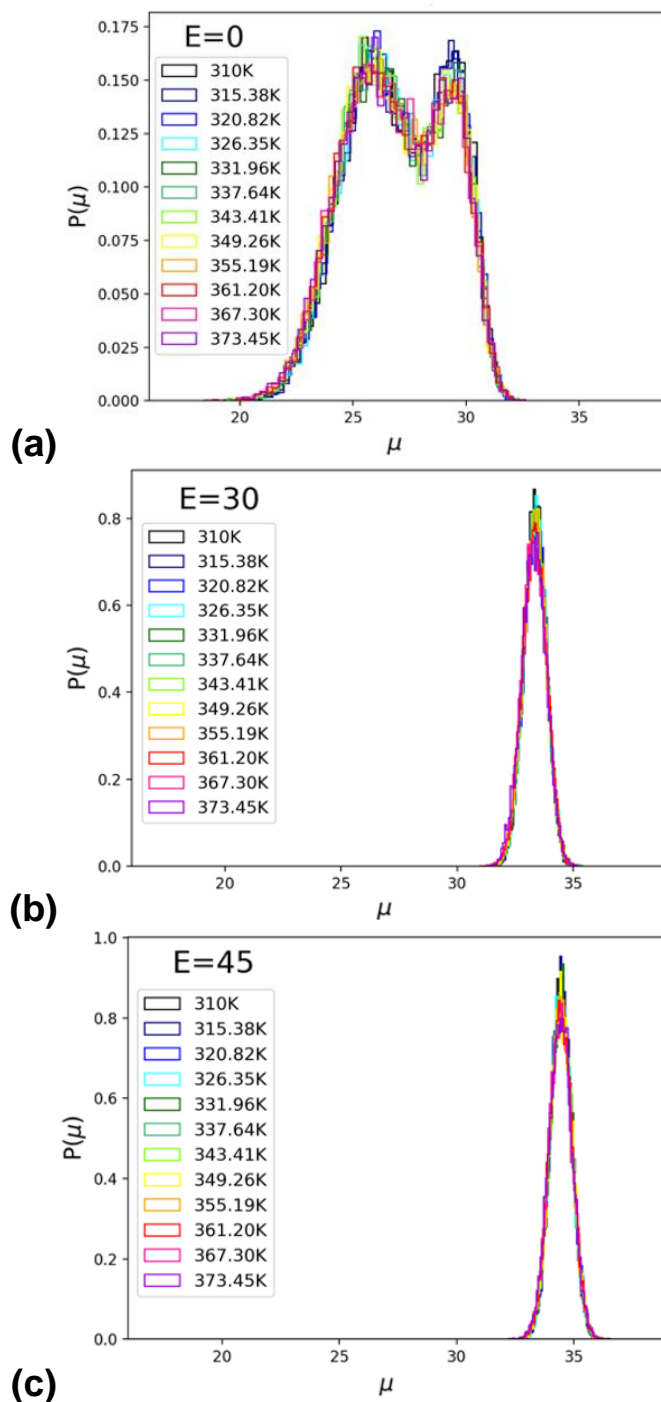 E=0
310K
315.38K
320.82K
326.35K
331.96K
337.64K
343.41K
349.26K
355.19K
361.20K
367.30K
373.45K
0.175
0.150
0.125
0.100
0.075
0.050
0.025
0.000
P(μ)
20 25 30 35
μ
(a)
E=30
310K
315.38K
320.82K
326.35K
331.96K
337.64K
343.41K
349.26K
355.19K
361.20K
367.30K
373.45K
0.8
0.6
0.4
0.2
0.0
P(μ)
20 25 30 35
μ
(b)
E=45
310K
315.38K
320.82K
326.35K
331.96K
337.64K
343.41K
349.26K
355.19K
361.20K
367.30K
373.45K
1.0
0.8
0.6
0.4
0.2
0.0
P(μ)
20 25 30 35
μ
(c)